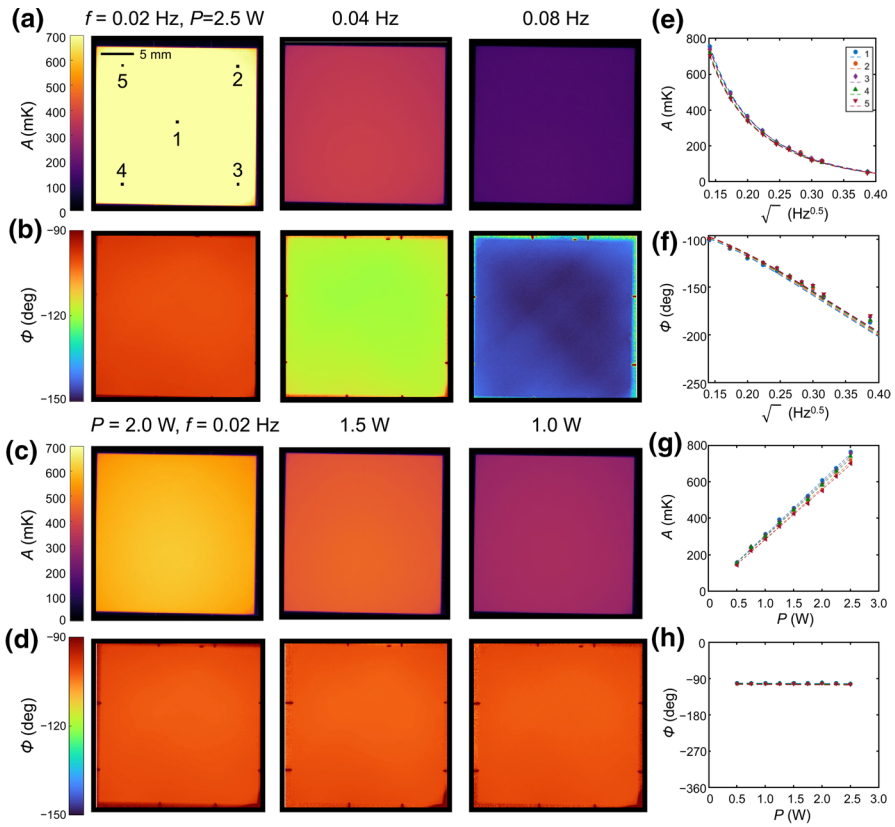 (a)
f = 0.02 Hz, P=2.5 W
0.04 Hz
0.08 Hz
700
600
500
400
300
200
100
0
A (mK)
5 mm
5
2
1
4
3
(e)
800
600
400
200
0
A (mK)
1
2
3
4
5
0.15 0.20 0.25 0.30 0.35 0.40
√ (Hz0.5)
(b)
−90
−120
−150
Φ (deg)
(f)
-100
-150
-200
-250
Φ (deg)
0.15 0.20 0.25 0.30 0.35 0.40
√ (Hz0.5)
P = 2.0 W, f = 0.02 Hz
1.5 W
1.0 W
(c)
700
600
500
400
300
200
100
0
A (mK)
(g)
800
600
400
200
0
A (mK)
0 0.5 1.0 1.5 2.0 2.5 3.0
P (W)
(d)
−90
−120
−150
Φ (deg)
(h)
0
-90
-180
-270
-360
Φ (deg)
0 0.5 1.0 1.5 2.0 2.5 3.0
P (W)